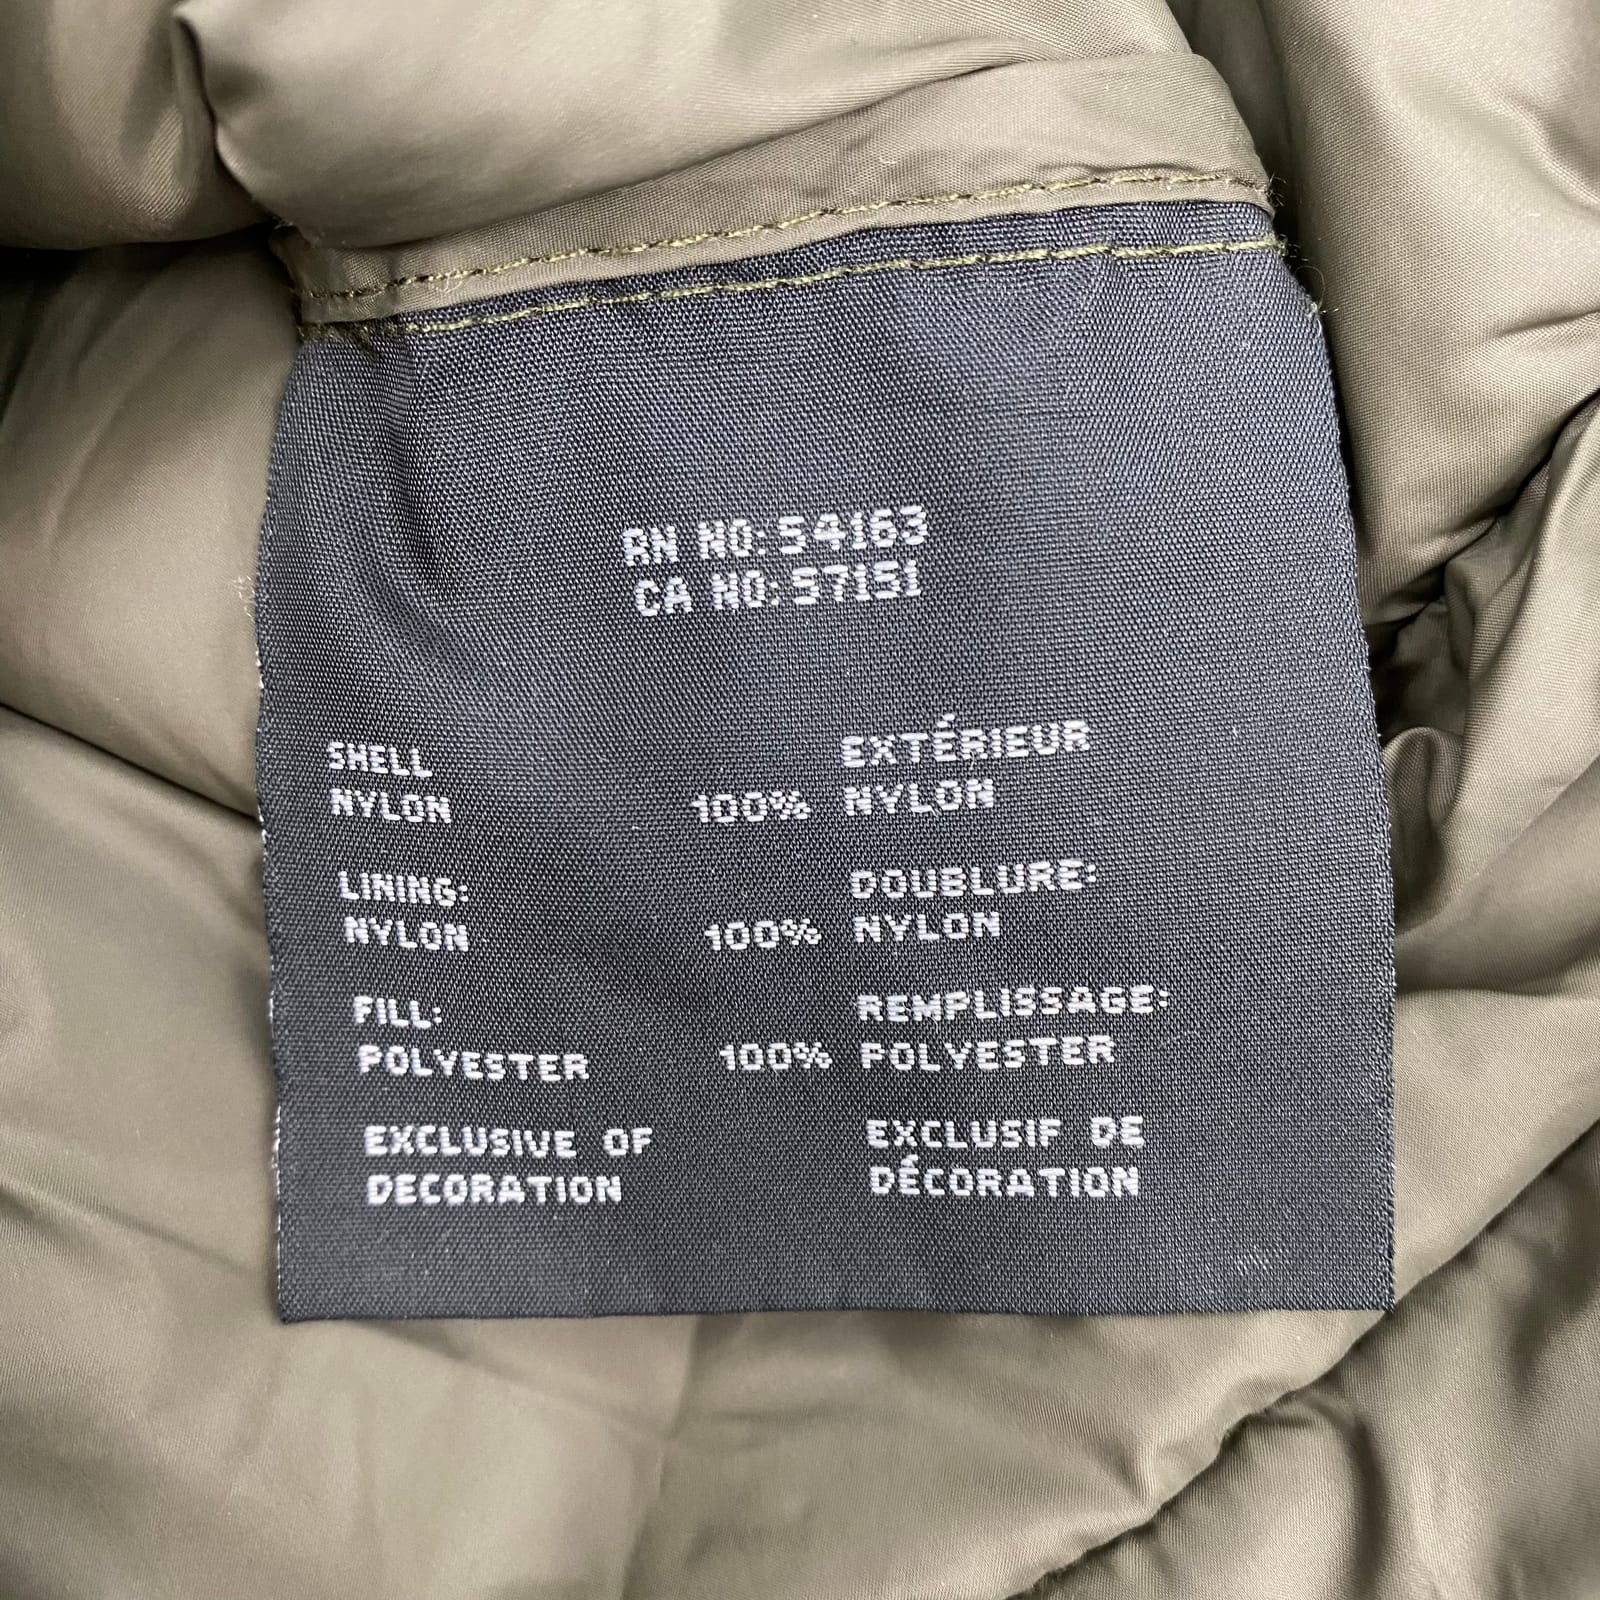 RN NO: 54163
CA NO: 57151
SHELL
NYLON 100%
LINING:
NYLON 100%
FILL:
POLYESTER 100%
EXCLUSIVE OF
DECORATION
EXTÉRIEUR
NYLON
DOUBLURE:
NYLON
REMPLISSAGE:
POLYESTER
EXCLUSIF DE
DÉCORATION